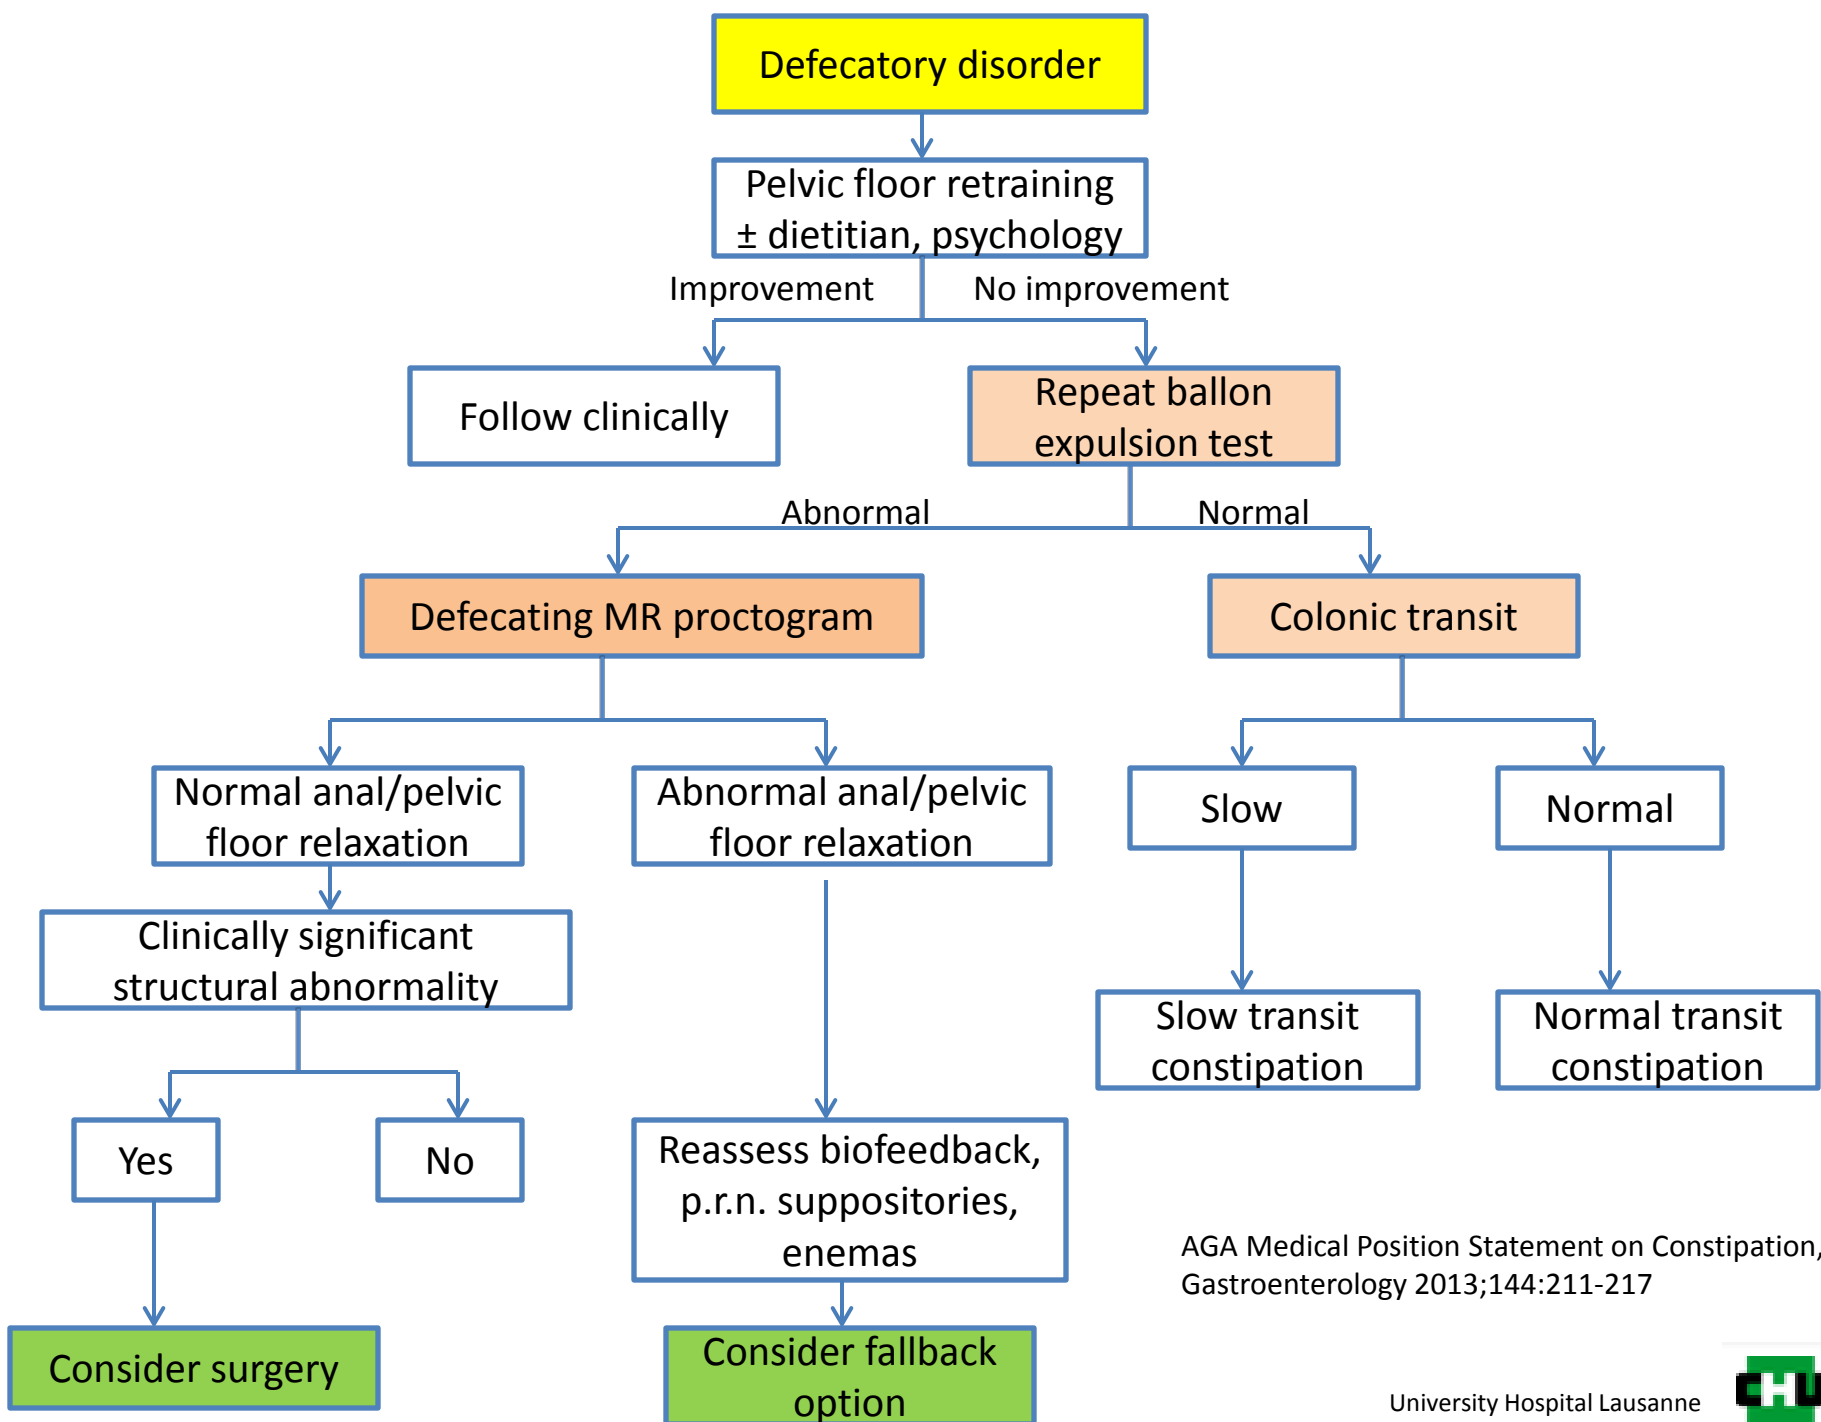 Defecatory disorder
Pelvic floor retraining
± dietitian, psychology
Improvement
No improvement
Follow clinically
Repeat ballon
expulsion test
Abnormal
Normal
Defecating MR proctogram
Colonic transit
Normal anal/pelvic
floor relaxation
Abnormal anal/pelvic
floor relaxation
Slow
Normal
Clinically significant
structural abnormality
Slow transit
constipation
Normal transit
constipation
Yes
No
Reassess biofeedback,
p.r.n. suppositories,
enemas
AGA Medical Position Statement on Constipation,
Gastroenterology 2013;144:211-217
Consider surgery
Consider fallback
option
University Hospital Lausanne